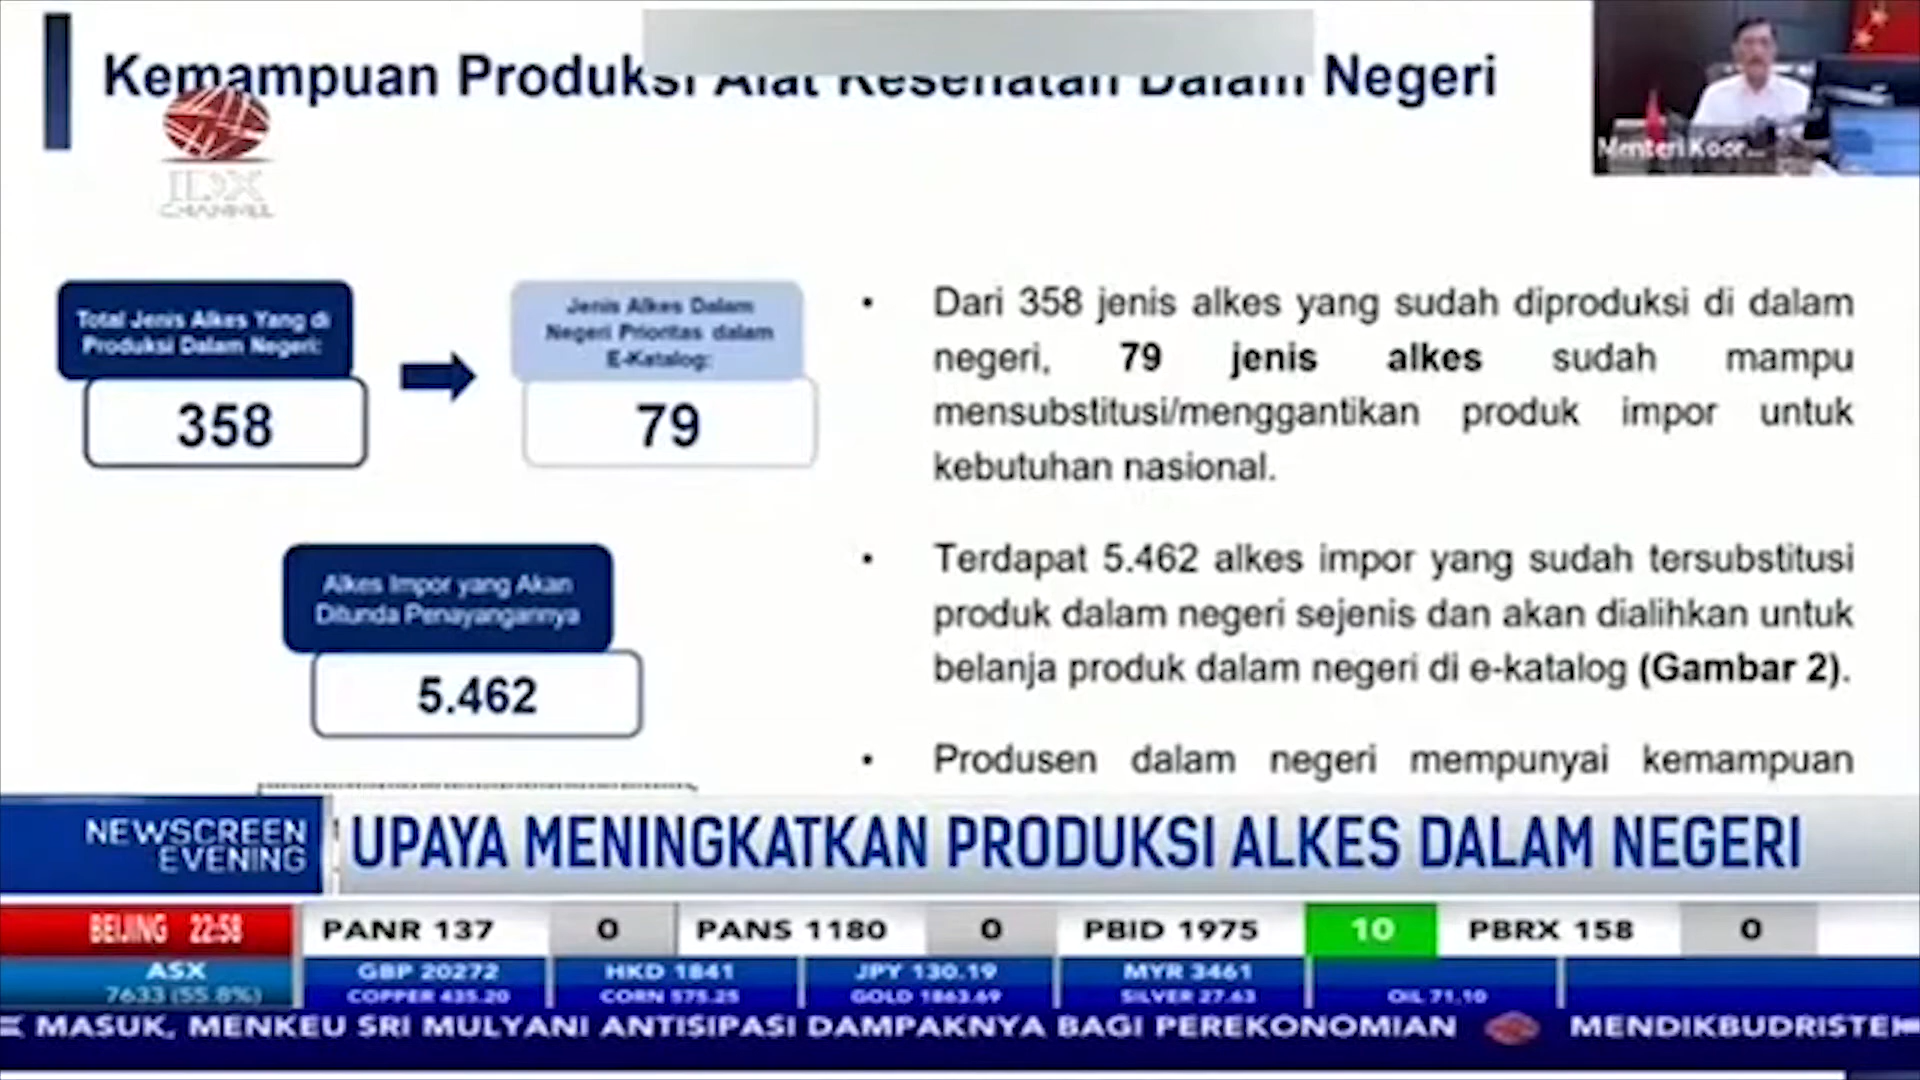 Kemampuan Produksi Alat Kesehatan Dalam Negeri
IDX
CHANNEL
Menteri Koor...
Total Jenis Alkes Yang di
Produksi Dalam Negeri:
358
Jenis Alkes Dalam
Negeri Prioritas dalam
E-Katalog:
79
Alkes Impor yang Akan
Ditunda Penayangannya
5.462
• Dari 358 jenis alkes yang sudah diproduksi di dalam
negeri, 79 jenis alkes sudah mampu
mensubstitusi/menggantikan produk impor untuk
kebutuhan nasional.
• Terdapat 5.462 alkes impor yang sudah tersubstitusi
produk dalam negeri sejenis dan akan dialihkan untuk
belanja produk dalam negeri di e-katalog (Gambar 2).
• Produsen dalam negeri mempunyai kemampuan
NEWSCREEN
EVENING
UPAYA MENINGKATKAN PRODUKSI ALKES DALAM NEGERI
BEIJING 22:58
PANR 137 0 PANS 1180 0 PBID 1975 10 PBRX 158 0
ASX
7633 (55.8%)
GBP 20272 HKD 1841 JPY 130.19 MYR 3461
COPPER 435.20 CORN 575.25 GOLD 1863.69 SILVER 27.63 OIL 71.10
MASUK, MENKEU SRI MULYANI ANTISIPASI DAMPAKNYA BAGI PEREKONOMIAN MENDIKBUDRISTEK